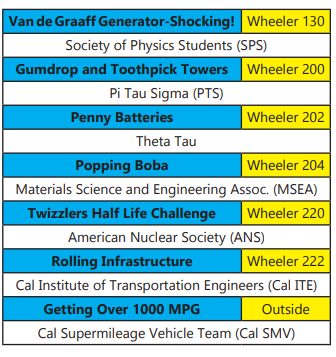 Van de Graaff Generator-Shocking! Wheeler 130
Society of Physics Students (SPS)
Gumdrop and Toothpick Towers Wheeler 200
Pi Tau Sigma (PTS)
Penny Batteries Wheeler 202
Theta Tau
Popping Boba Wheeler 204
Materials Science and Engineering Assoc. (MSEA)
Twizzlers Half Life Challenge Wheeler 220
American Nuclear Society (ANS)
Rolling Infrastructure Wheeler 222
Cal Institute of Transportation Engineers (Cal ITE)
Getting Over 1000 MPG Outside
Cal Supermileage Vehicle Team (Cal SMV)